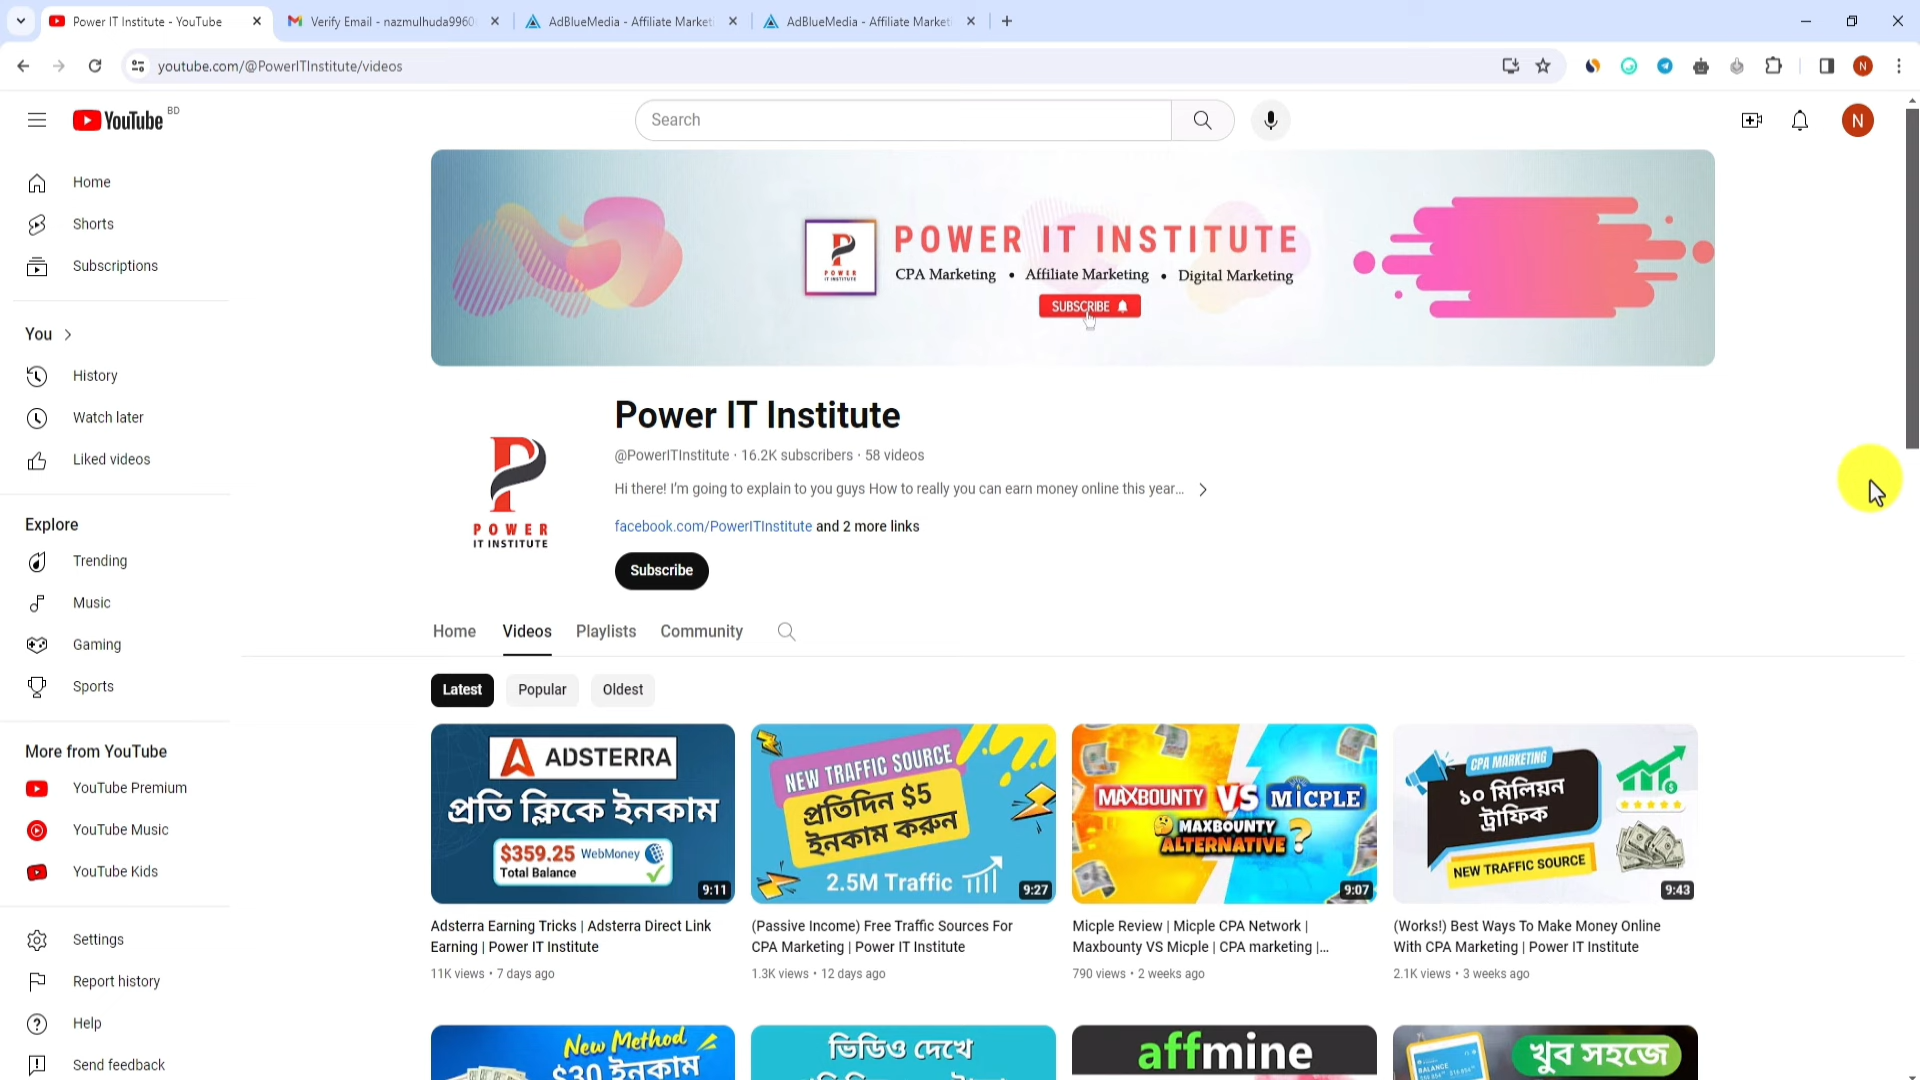 Power IT Institute - YouTube
Verify Email - nazmulhuda9960
AdBlueMedia - Affiliate Market
AdBlueMedia - Affiliate Market
youtube.com/@PowerITInstitute/videos
N
YouTube BD
Search
N
Home
Shorts
Subscriptions
You
History
Watch later
Liked videos
Explore
Trending
Music
Gaming
Sports
More from YouTube
YouTube Premium
YouTube Music
YouTube Kids
Settings
Report history
Help
Send feedback
POWER
IT INSTITUTE
POWER IT INSTITUTE
CPA Marketing • Affiliate Marketing • Digital Marketing
SUBSCRIBE
POWER
IT INSTITUTE
Power IT Institute
@PowerITInstitute · 16.2K subscribers · 58 videos
Hi there! I'm going to explain to you guys How to really you can earn money online this year...
facebook.com/PowerITInstitute and 2 more links
Subscribe
Home Videos Playlists Community
Latest Popular Oldest
ADSTERRA
প্রতি ক্লিকে ইনকাম
$359.25 WebMoney
Total Balance
9:11
Adsterra Earning Tricks | Adsterra Direct Link
Earning | Power IT Institute
11K views • 7 days ago
NEW TRAFFIC SOURCE
প্রতিদিন $5
ইনকাম করুন
2.5M Traffic
9:27
(Passive Income) Free Traffic Sources For
CPA Marketing | Power IT Institute
1.3K views • 12 days ago
MAXBOUNTY VS MICPLE
MAXBOUNTY
ALTERNATIVE ?
9:07
Micple Review | Micple CPA Network |
Maxbounty VS Micple | CPA marketing |...
790 views • 2 weeks ago
CPA MARKETING
১০ মিলিয়ন
ট্রাফিক
NEW TRAFFIC SOURCE
9:43
(Works!) Best Ways To Make Money Online
With CPA Marketing | Power IT Institute
2.1K views • 3 weeks ago
New Method
$30 ইনকাম
ভিডিও দেখে
affmine
BALANCE
খুব সহজে